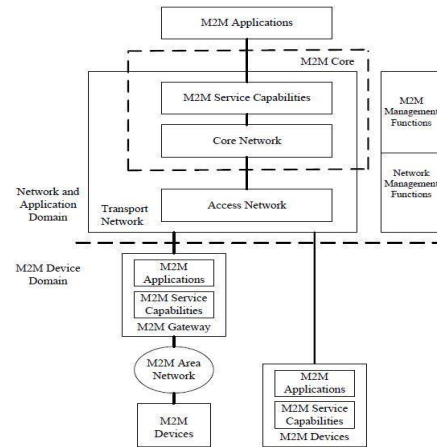 M2M Applications
M2M Core
M2M Service Capabilities
Core Network
M2M
Management
Functions
Network
Management
Functions
Network and
Application
Domain
Transport
Network
Access Network
M2M Device
Domain
M2M
Applications
M2M Service
Capabilities
M2M Gateway
M2M Area
Network
M2M
Devices
M2M
Applications
M2M Service
Capabilities
M2M Devices